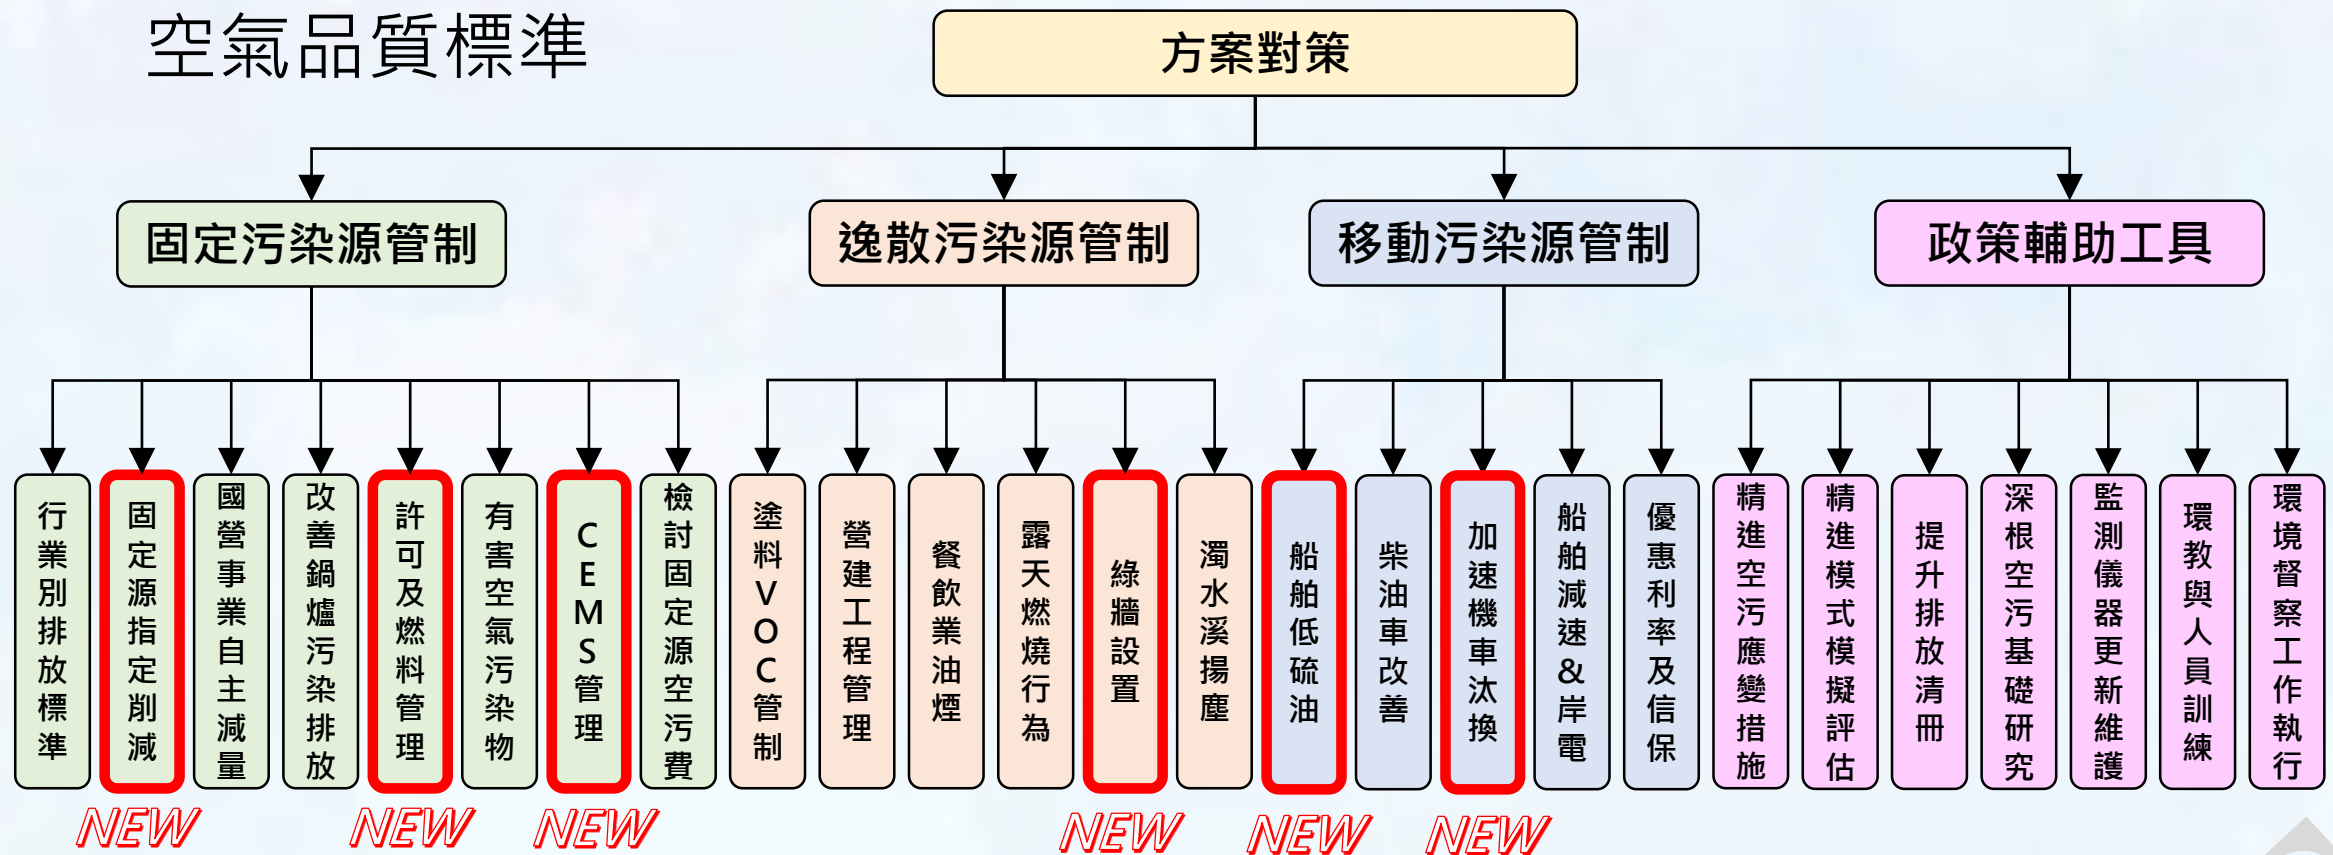 空氣品質標準
方案對策
固定污染源管制
逸散污染源管制
移動污染源管制
政策輔助工具
行業別排放標準
固定源指定削減
國營事業自主減量
改善鍋爐污染排放
許可及燃料管理
有害空氣污染物
CEMS管理
檢討固定源空污費
塗料VOC管制
營建工程管理
餐飲業油煙
露天燃燒行為
綠牆設置
濁水溪揚塵
船舶低硫油
柴油車改善
加速機車汰換
船舶減速&岸電
優惠利率及信保
精進空污應變措施
精進模式模擬評估
提升排放清冊
深根空污基礎研究
監測儀器更新維護
環教與人員訓練
環境督察工作執行
NEW
NEW
NEW
NEW
NEW
NEW